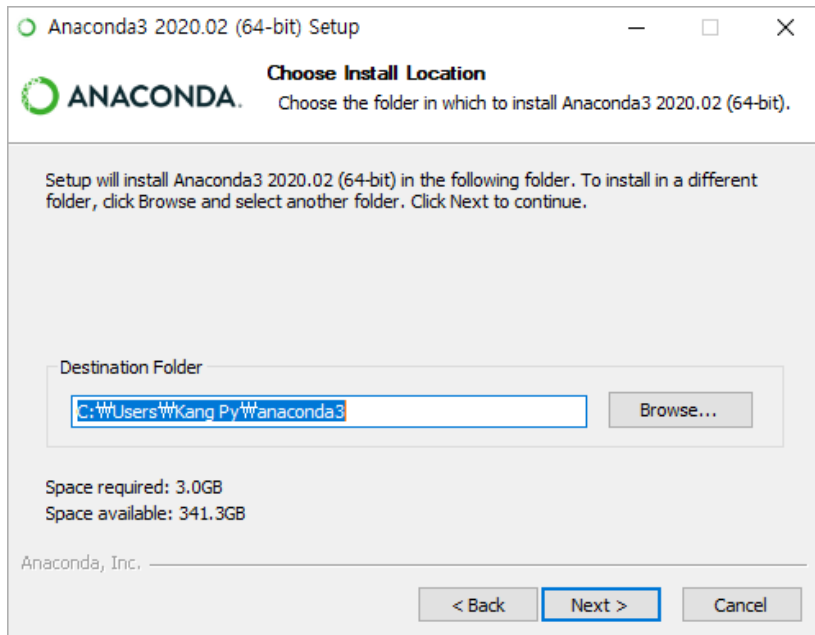 Anaconda3 2020.02 (64-bit) Setup
ANACONDA.
Choose Install Location
Choose the folder in which to install Anaconda3 2020.02 (64-bit).
Setup will install Anaconda3 2020.02 (64-bit) in the following folder. To install in a different
folder, click Browse and select another folder. Click Next to continue.
Destination Folder
C:₩Users₩Kang Py₩anaconda3
Browse...
Space required: 3.0GB
Space available: 341.3GB
Anaconda, Inc.
< Back
Next >
Cancel